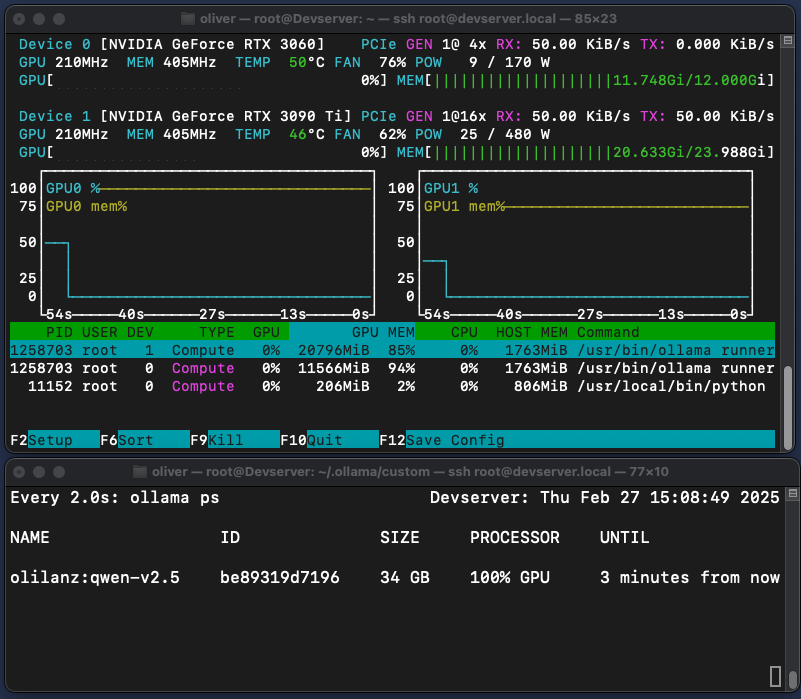 oliver — root@Devserver: ~ — ssh root@devserver.local — 85×23
Device 0 [NVIDIA GeForce RTX 3060] PCIe GEN 1@ 4x RX: 50.00 KiB/s TX: 0.000 KiB/s
GPU 210MHz MEM 405MHz TEMP 50°C FAN 76% POW 9 / 170 W
GPU[ 0%] MEM[||||||||||||||||||||11.748Gi/12.000Gi]
Device 1 [NVIDIA GeForce RTX 3090 Ti] PCIe GEN 1@16x RX: 50.00 KiB/s TX: 50.00 KiB/s
GPU 210MHz MEM 405MHz TEMP 46°C FAN 62% POW 25 / 480 W
GPU[ 0%] MEM[||||||||||||||||||||20.633Gi/23.988Gi]
100 GPU0 % 100 GPU1 %
75 GPU0 mem% 75 GPU1 mem%
50 50
25 25
0 0
54s 40s 27s 13s 0s 54s 40s 27s 13s 0s
PID USER DEV TYPE GPU GPU MEM CPU HOST MEM Command
1258703 root 1 Compute 0% 20796MiB 85% 0% 1763MiB /usr/bin/ollama runner
1258703 root 0 Compute 0% 11566MiB 94% 0% 1763MiB /usr/bin/ollama runner
11152 root 0 Compute 0% 206MiB 2% 0% 806MiB /usr/local/bin/python
F2Setup F6Sort F9Kill F10Quit F12Save Config
oliver — root@Devserver: ~/.ollama/custom — ssh root@devserver.local — 77×10
Every 2.0s: ollama ps Devserver: Thu Feb 27 15:08:49 2025
NAME ID SIZE PROCESSOR UNTIL
olilanz:qwen-v2.5 be89319d7196 34 GB 100% GPU 3 minutes from now